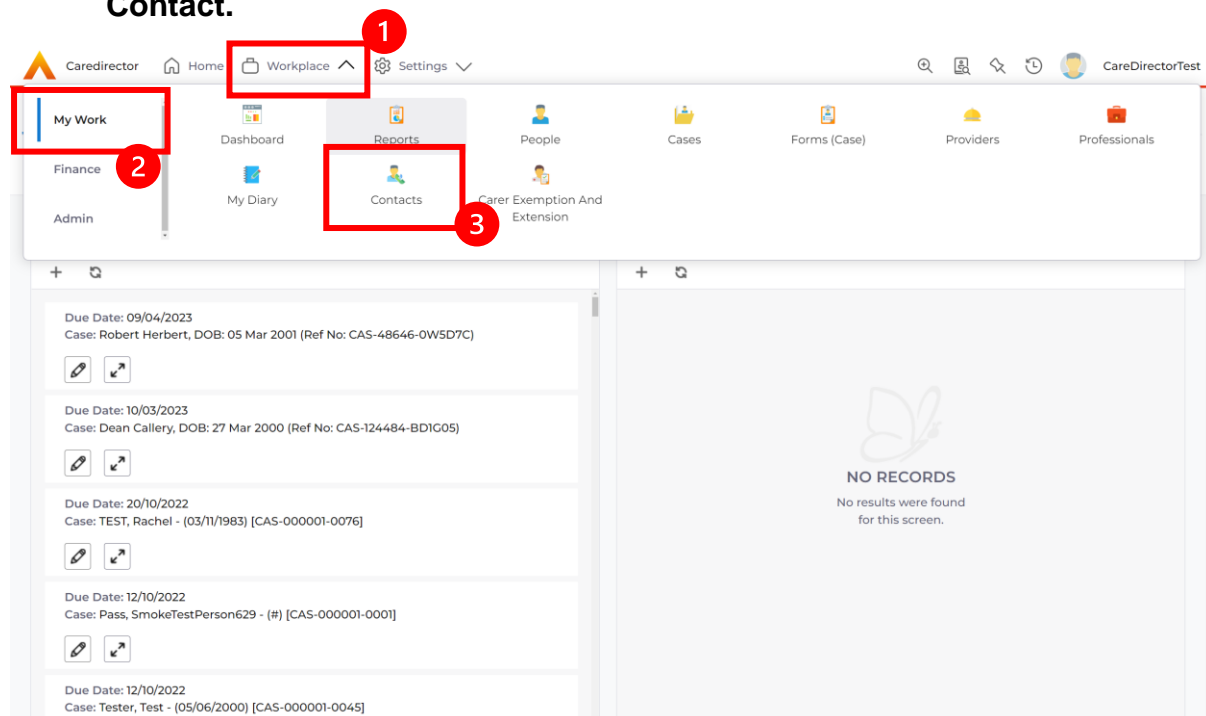 Contact.
1
Caredirector Home Workplace Settings CareDirectorTest
My Work
2
Finance
Admin
Dashboard Reports People Cases Forms (Case) Providers Professionals
My Diary Contacts Carer Exemption And
Extension
3
Due Date: 09/04/2023
Case: Robert Herbert, DOB: 05 Mar 2001 (Ref No: CAS-48646-0W5D7C)
Due Date: 10/03/2023
Case: Dean Callery, DOB: 27 Mar 2000 (Ref No: CAS-124484-BD1G05)
Due Date: 20/10/2022
Case: TEST, Rachel - (03/11/1983) [CAS-000001-0076]
Due Date: 12/10/2022
Case: Pass, SmokeTestPerson629 - (#) [CAS-000001-0001]
Due Date: 12/10/2022
Case: Tester, Test - (05/06/2000) [CAS-000001-0045]
NO RECORDS
No results were found
for this screen.